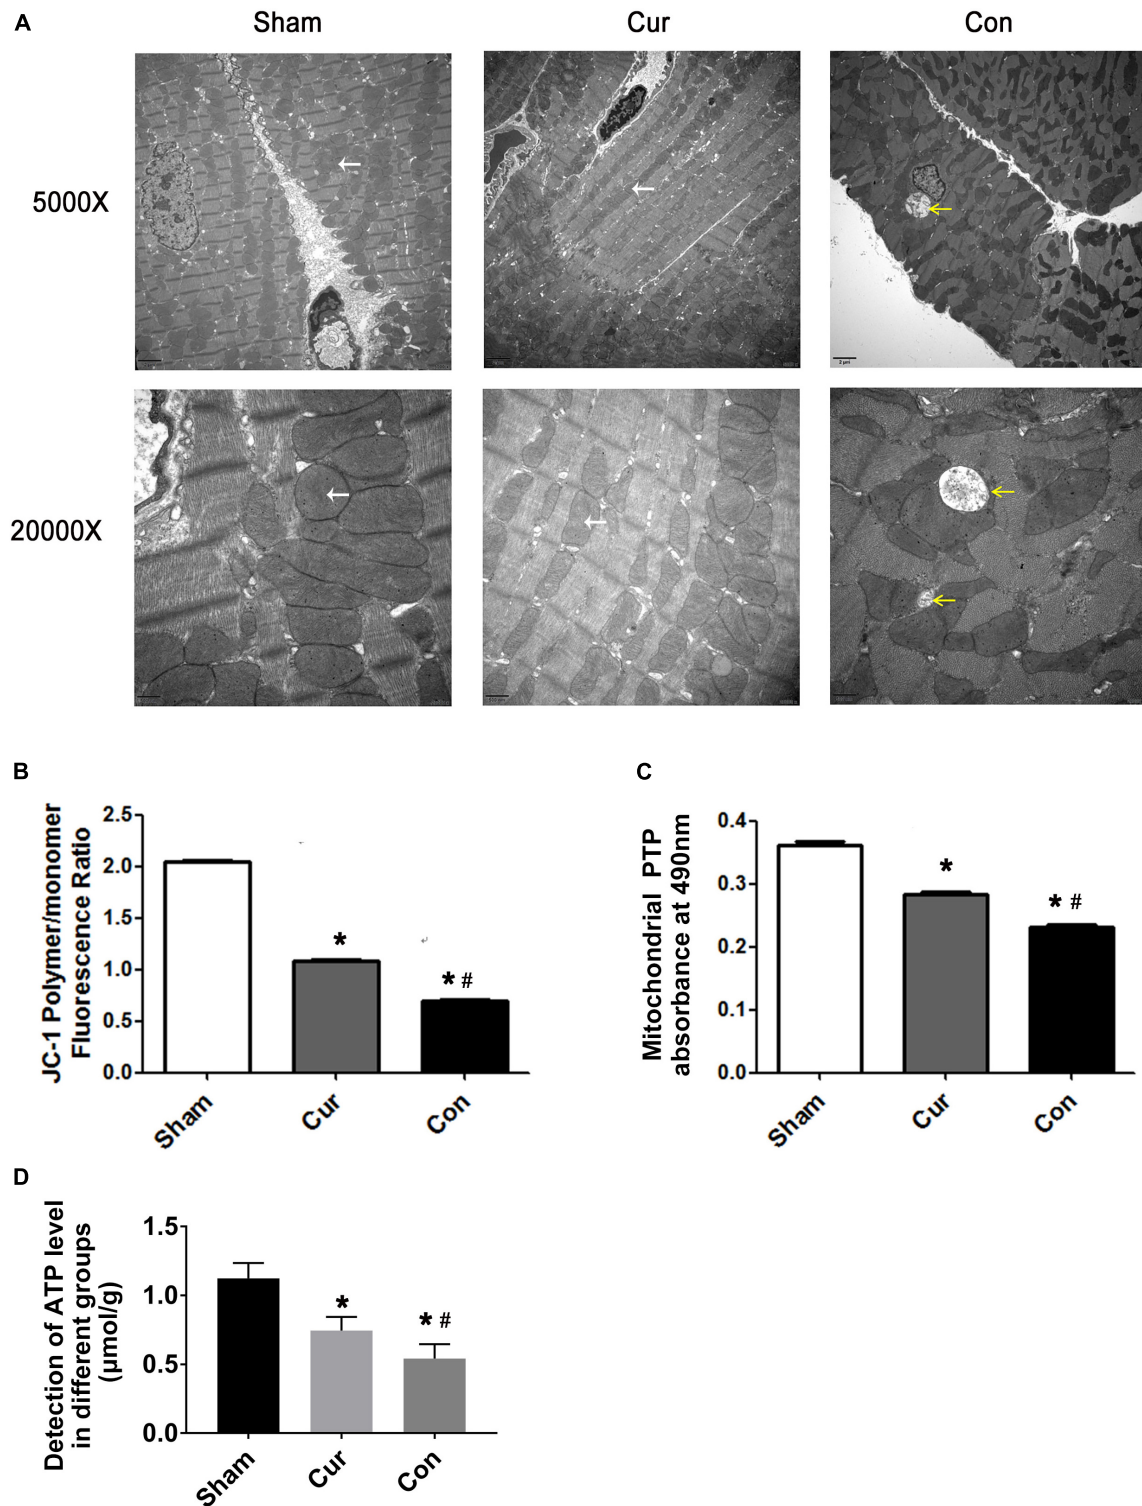 A
Sham
Cur
Con
5000X
2 µm
20000X
B
JC-1 Polymer/monomer
Fluorescence Ratio
2.5
2.0
1.5
1.0
0.5
0.0
*
* #
Sham
Cur
Con
C
Mitochondrial PTP
absorbance at 490nm
0.4
0.3
0.2
0.1
0.0
*
* #
Sham
Cur
Con
D
Detection of ATP level
in different groups
(µmol/g)
1.5
1.0
0.5
0.0
*
* #
Sham
Cur
Con